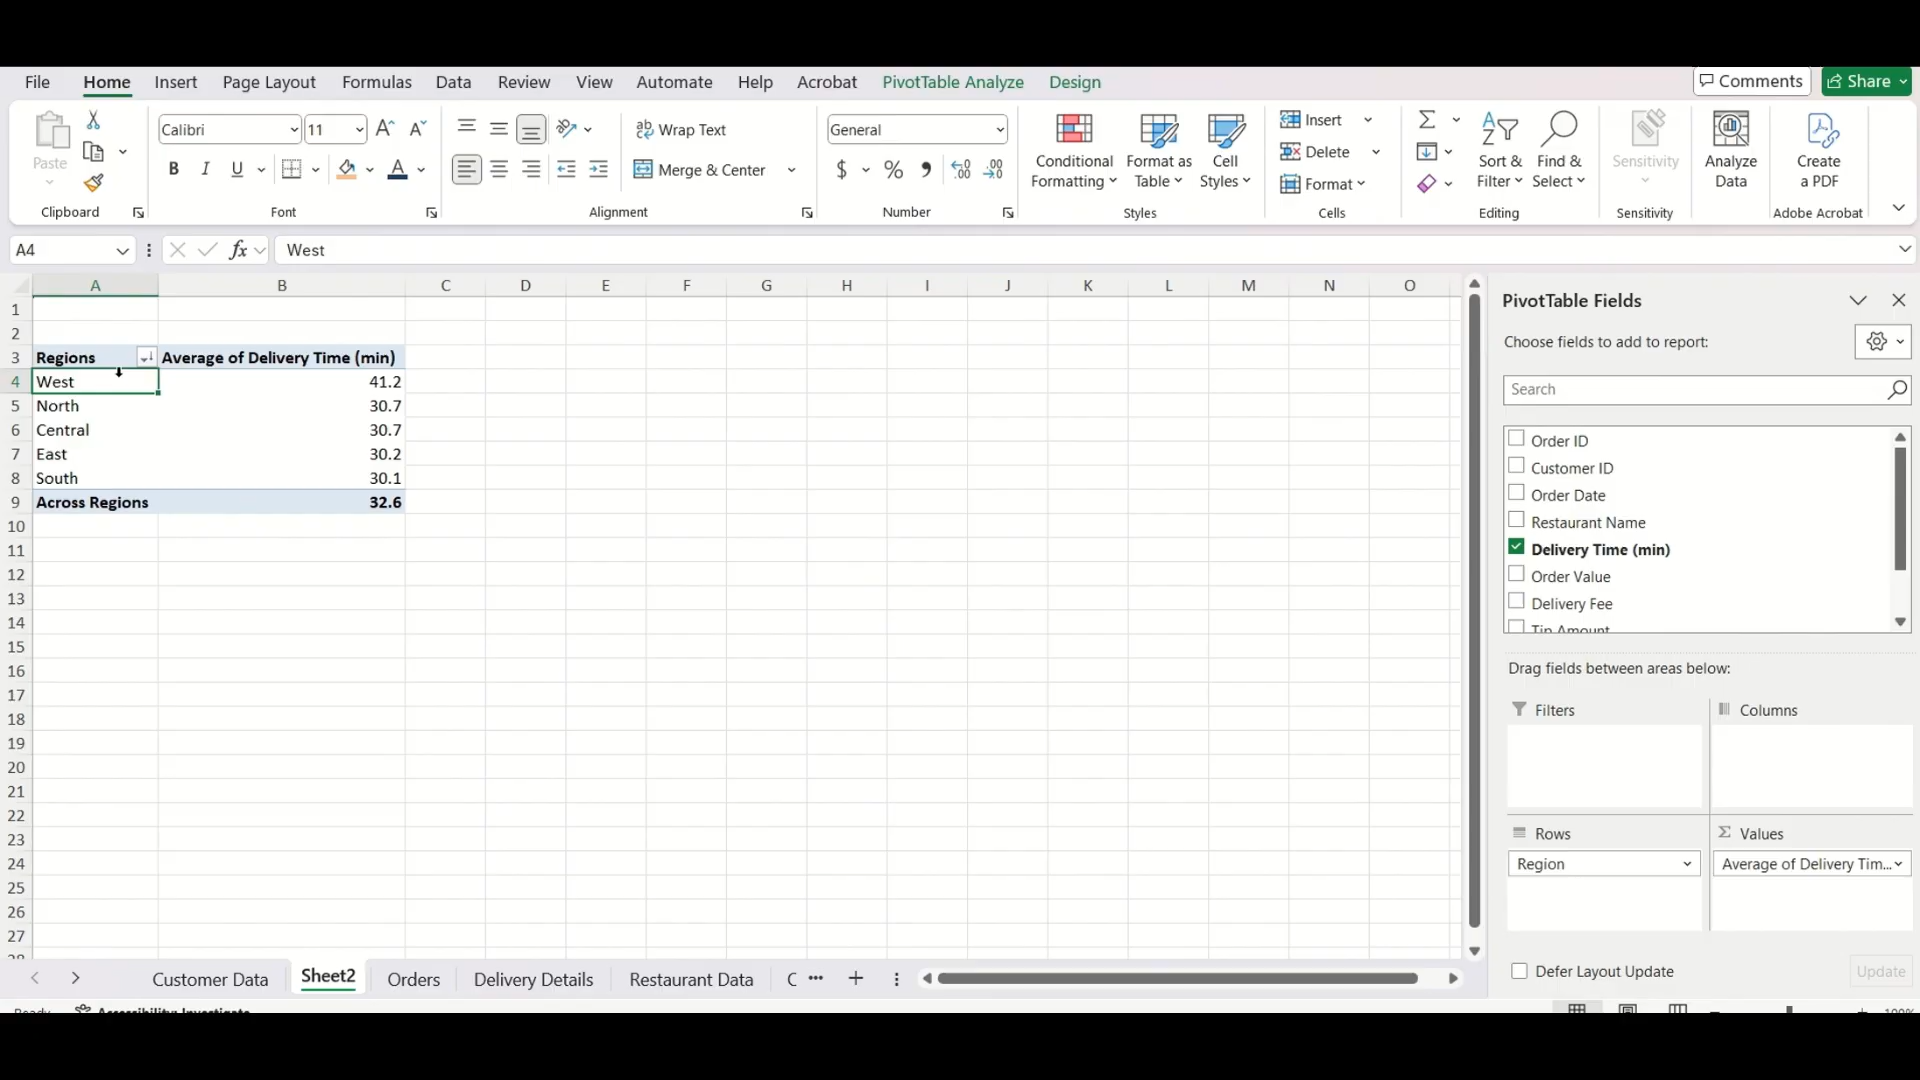 File Home Insert Page Layout Formulas Data Review View Automate Help Acrobat PivotTable Analyze Design Comments Share
Paste
Clipboard
Calibri 11
B I U
Font
Wrap Text
Merge & Center
Alignment
General
$ % 9
Number
Conditional Formatting
Format as Table
Cell Styles
Styles
Insert
Delete
Format
Cells
Sort & Filter
Find & Select
Editing
Sensitivity
Sensitivity
Analyze Data
Create a PDF
Adobe Acrobat
A4 fx West
A B C D E F G H I J K L M N O
1
2
3 Regions Average of Delivery Time (min)
4 West 41.2
5 North 30.7
6 Central 30.7
7 East 30.2
8 South 30.1
9 Across Regions 32.6
10
11
12
13
14
15
16
17
18
19
20
21
22
23
24
25
26
27
PivotTable Fields
Choose fields to add to report:
Search
Order ID
Customer ID
Order Date
Restaurant Name
Delivery Time (min)
Order Value
Delivery Fee
Tip Amount
Drag fields between areas below:
Filters
Columns
Rows
Values
Region
Average of Delivery Tim...
Defer Layout Update Update
Customer Data Sheet2 Orders Delivery Details Restaurant Data C ...
Ready Accessibility: Investigate 100%